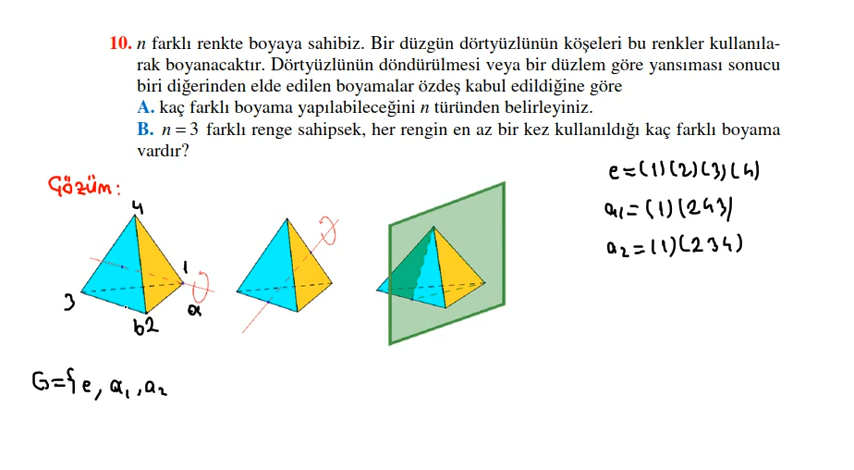 10. n farklı renkte boyaya sahibiz. Bir düzgün dörtyüzlünün köşeleri bu renkler kullanıla-
rak boyanacaktır. Dörtyüzlünün döndürülmesi veya bir düzlem göre yansıması sonucu
biri diğerinden elde edilen boyamalar özdeş kabul edildiğine göre
A. kaç farklı boyama yapılabileceğini n türünden belirleyiniz.
B. n = 3 farklı renge sahipsek, her rengin en az bir kez kullanıldığı kaç farklı boyama
vardır?
Çözüm:
e=(1)(2)(3)(4)
a1=(1)(243)
a2=(1)(234)
4
1
3
a
b2
G={e, a1, a2